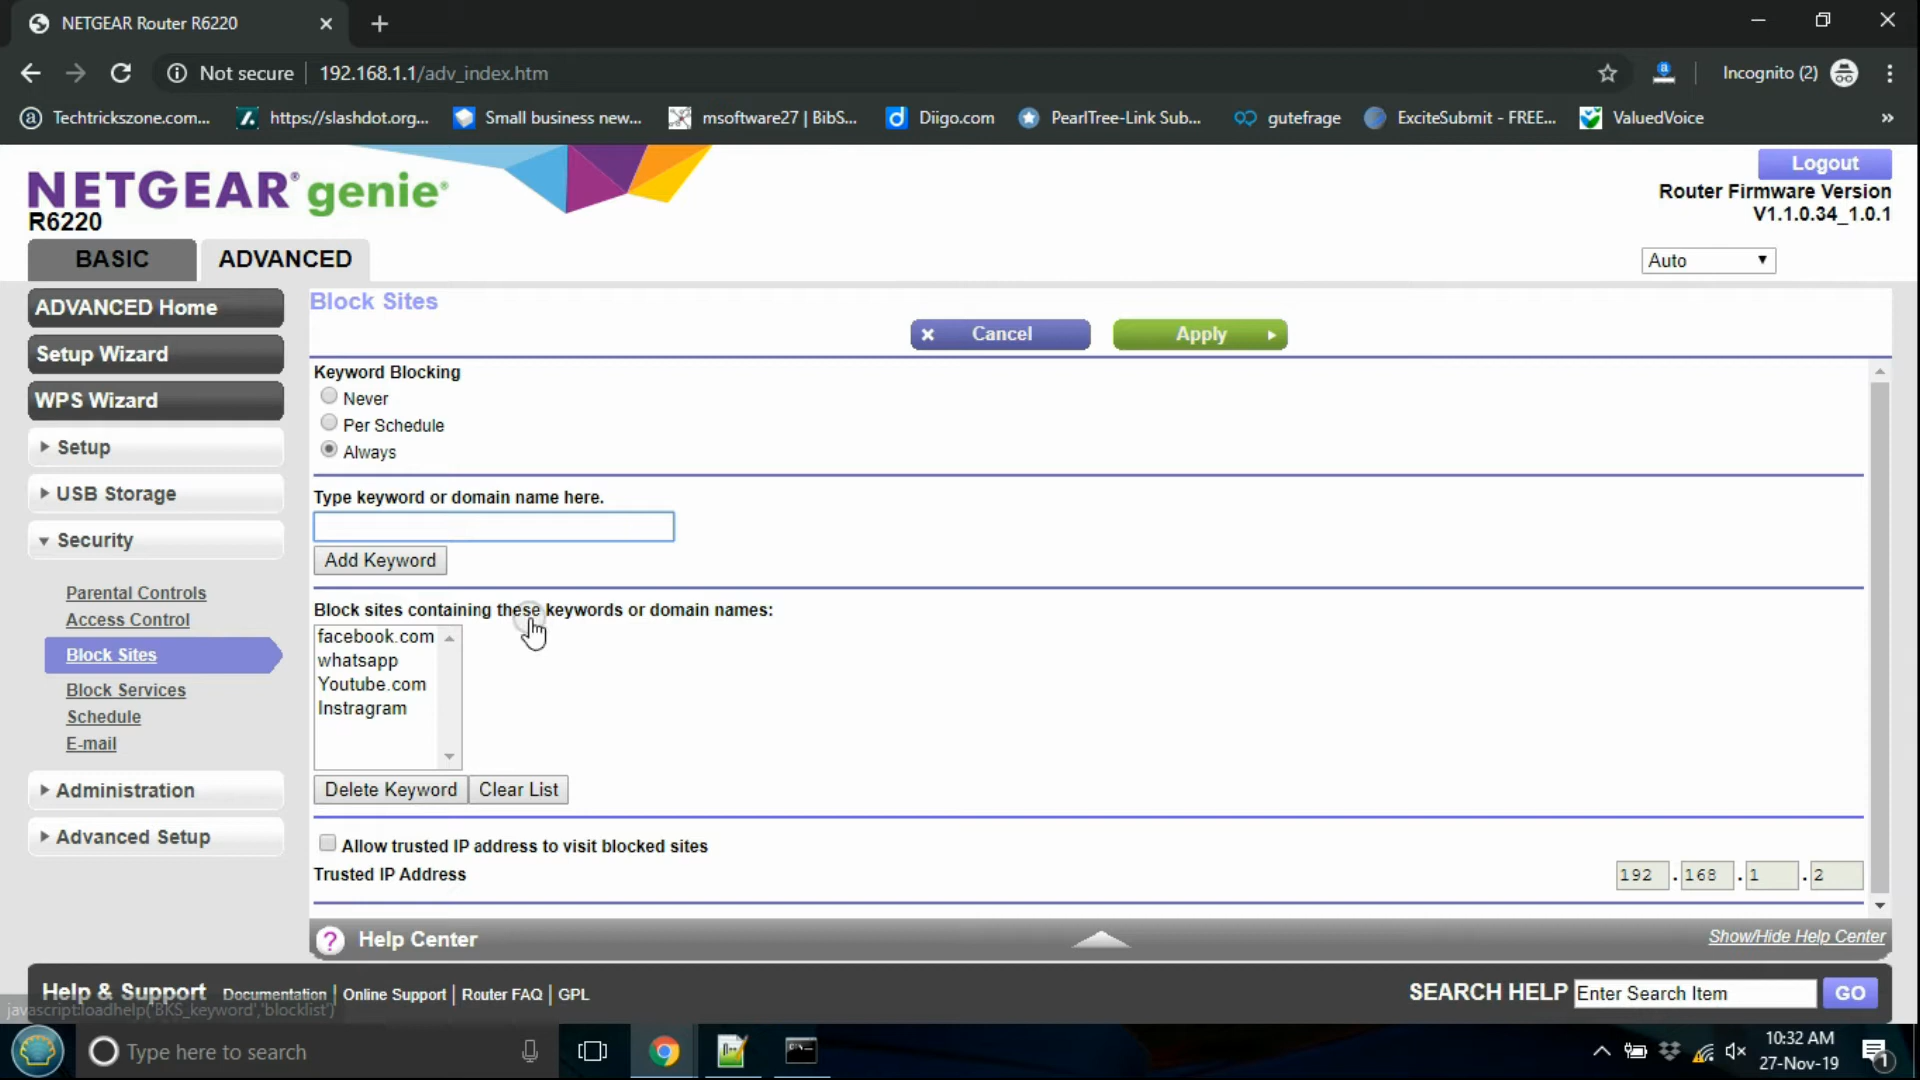 NETGEAR Router R6220
Not secure
192.168.1.1/adv_index.htm
Incognito (2)
Techtrickszone.com...
https://slashdot.org...
Small business new...
msoftware27 | BibS...
Diigo.com
PearlTree-Link Sub...
gutefrage
ExciteSubmit - FREE...
ValuedVoice
»
NETGEAR® genie®
R6220
Logout
Router Firmware Version
V1.1.0.34_1.0.1
BASIC
ADVANCED
Auto
ADVANCED Home
Setup Wizard
WPS Wizard
Setup
USB Storage
Security
Parental Controls
Access Control
Block Sites
Block Services
Schedule
E-mail
Administration
Advanced Setup
Block Sites
Cancel
Apply
Keyword Blocking
Never
Per Schedule
Always
Type keyword or domain name here.
Add Keyword
Block sites containing these keywords or domain names:
facebook.com
whatsapp
Youtube.com
Instragram
Delete Keyword
Clear List
Allow trusted IP address to visit blocked sites
Trusted IP Address
192 . 168 . 1 . 2
? Help Center
Show/Hide Help Center
Help & Support
Documentation | Online Support | Router FAQ | GPL
SEARCH HELP
Enter Search Item
GO
javascript:loadhelp('BKS_keyword','blocklist')
Type here to search
10:32 AM
27-Nov-19
1